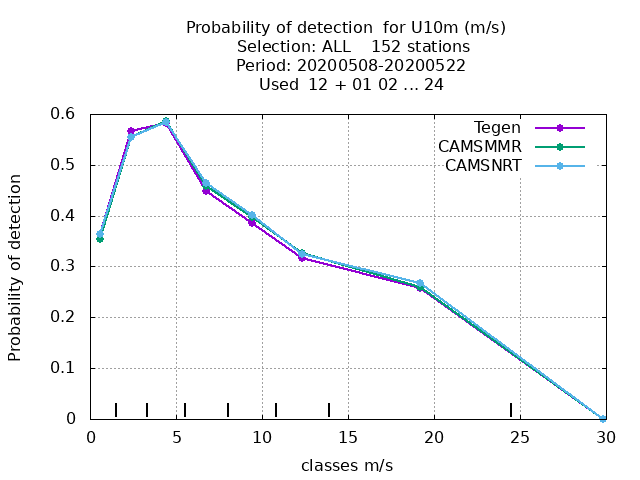 Probability of detection for U10m (m/s)
Selection: ALL 152 stations
Period: 20200508-20200522
Used 12 + 01 02 ... 24
Probability of detection
0.6
0.5
0.4
0.3
0.2
0.1
0
Tegen
CAMSMMR
CAMSNRT
0 5 10 15 20 25 30
classes m/s